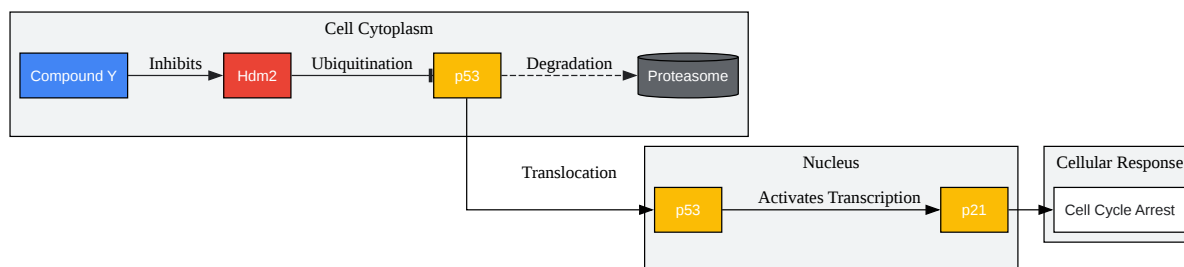 Cell Cytoplasm
Compound Y
Inhibits
Hdm2
Ubiquitination
p53
Degradation
Proteasome
Translocation
Nucleus
p53
Activates Transcription
p21
Cellular Response
Cell Cycle Arrest